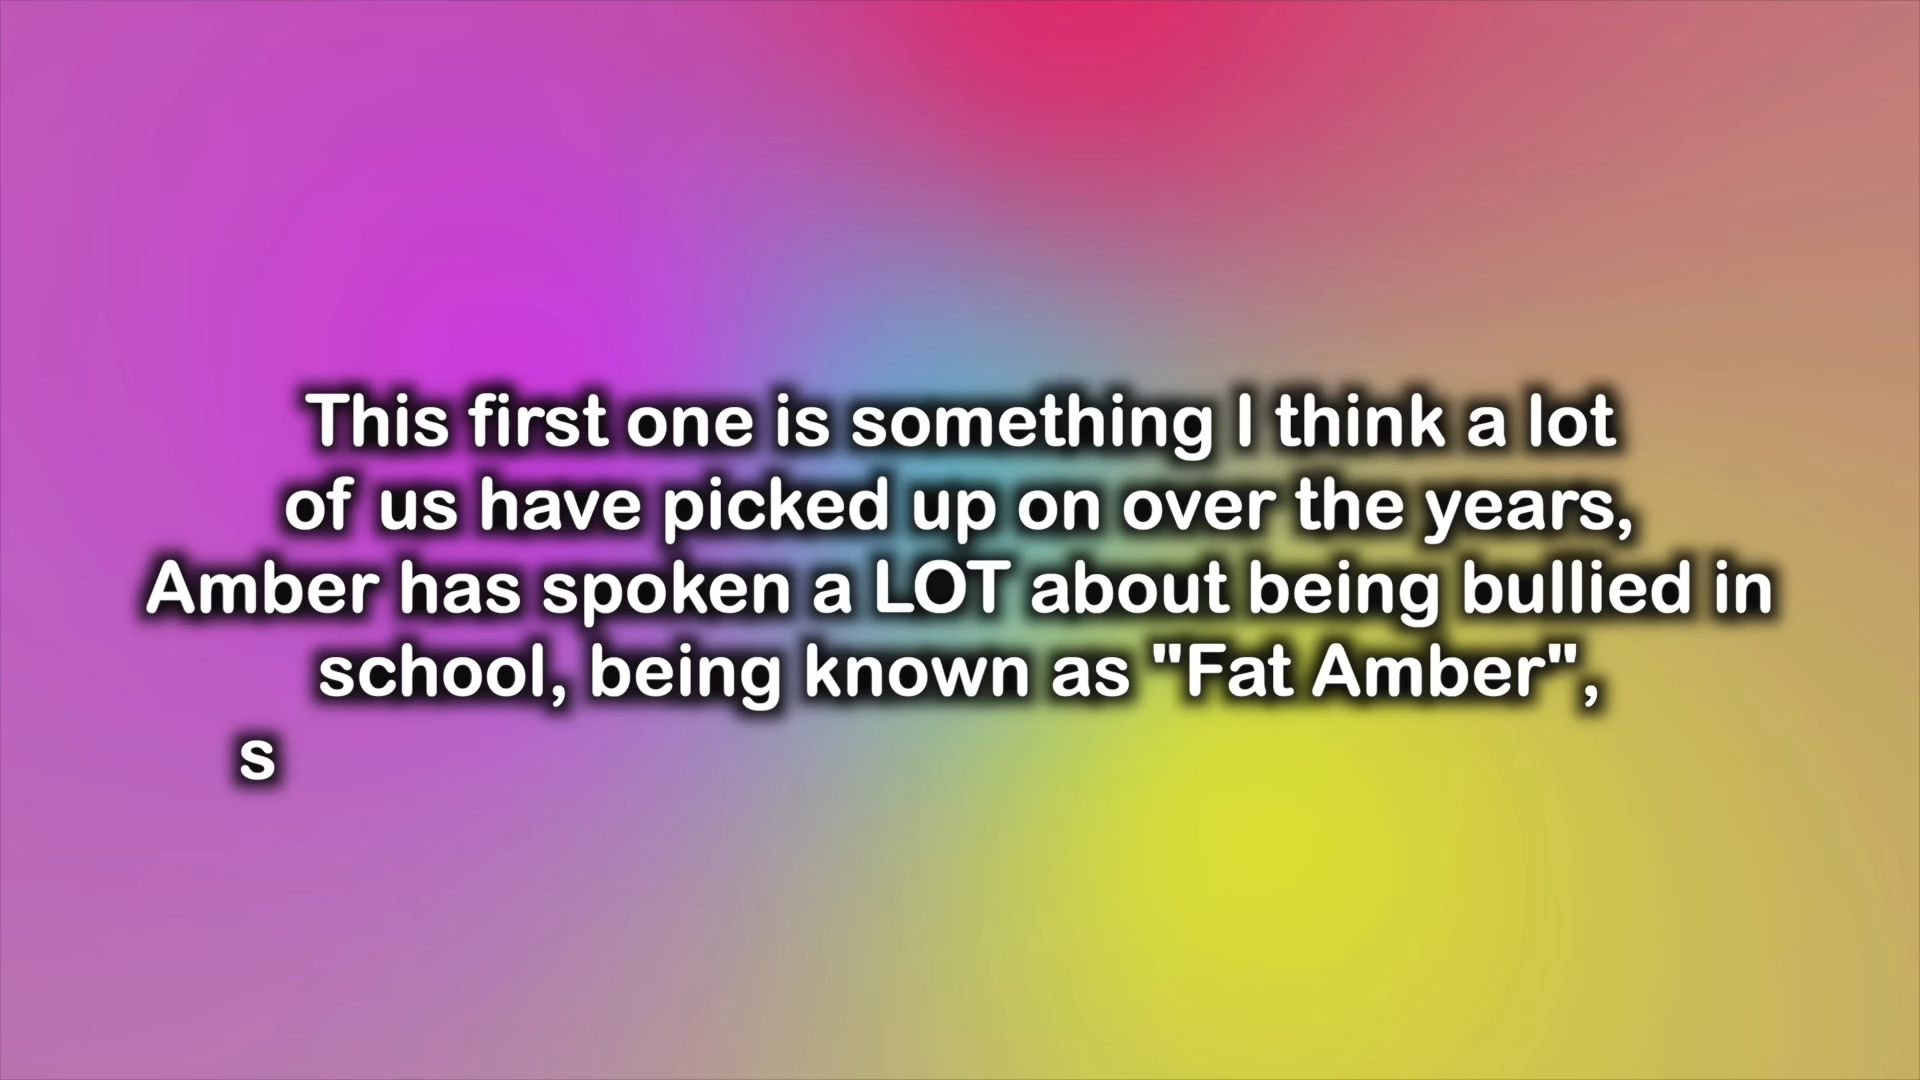 This first one is something I think a lot
of us have picked up on over the years,
Amber has spoken a LOT about being bullied in
school, being known as "Fat Amber",
s